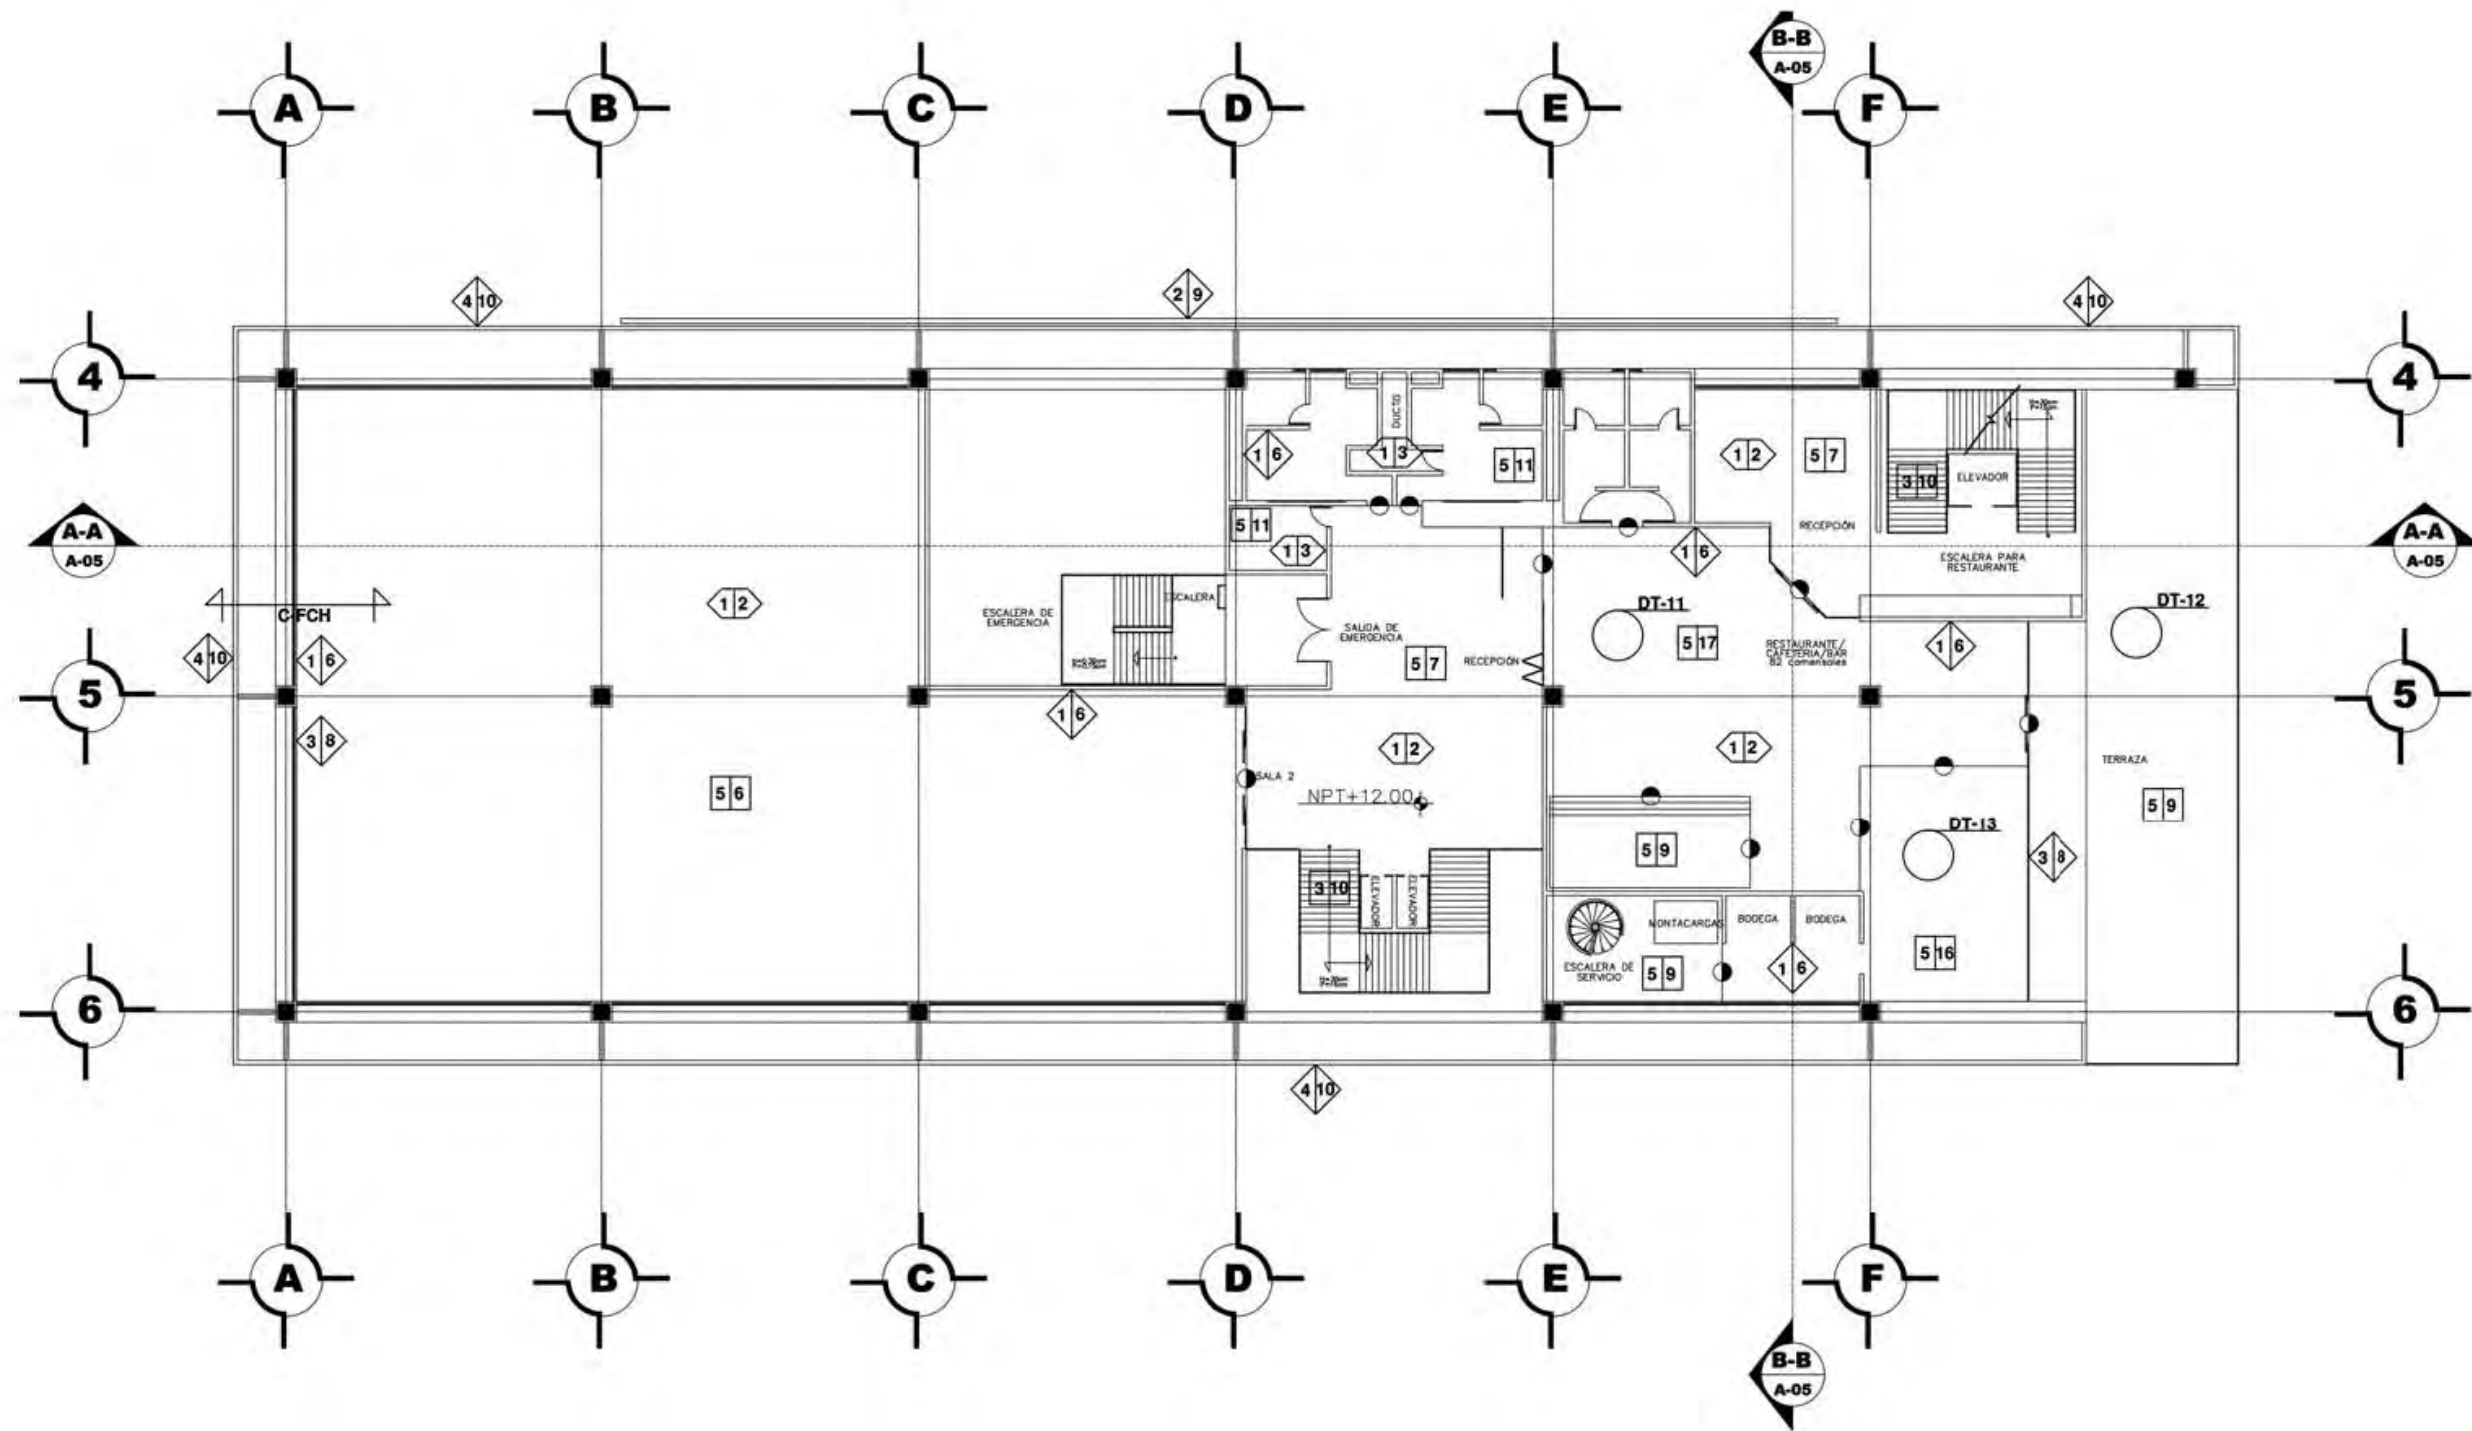 B-B
A-05
A
B
C
D
E
F
4 10
2 9
4 10
4
4
DUCTO
1 6
1 3
5 11
1 2
5 7
3 10
ELEVADOR
RECEPCIÓN
5 11
1 3
1 6
A-A
A-05
A-A
A-05
ESCALERA PARA
RESTAURANTE
C-FCH
1 2
ESCALERA DE
EMERGENCIA
ESCALERA
SALIDA DE
EMERGENCIA
DT-11
DT-12
5 17
RESTAURANTE/
CAFETERIA/BAR
82 comensales
4 10
1 6
5 7
RECEPCIÓN
1 6
5
5
3 8
1 6
1 2
1 2
TERRAZA
SALA 2
NPT+12.00
5 6
5 9
5 9
DT-13
3 8
3 10
ELEVADOR
ELEVADOR
MONTACARGAS
BODEGA
BODEGA
ESCALERA DE
SERVICIO
5 9
1 6
5 16
6
6
4 10
A
B
C
D
E
F
B-B
A-05